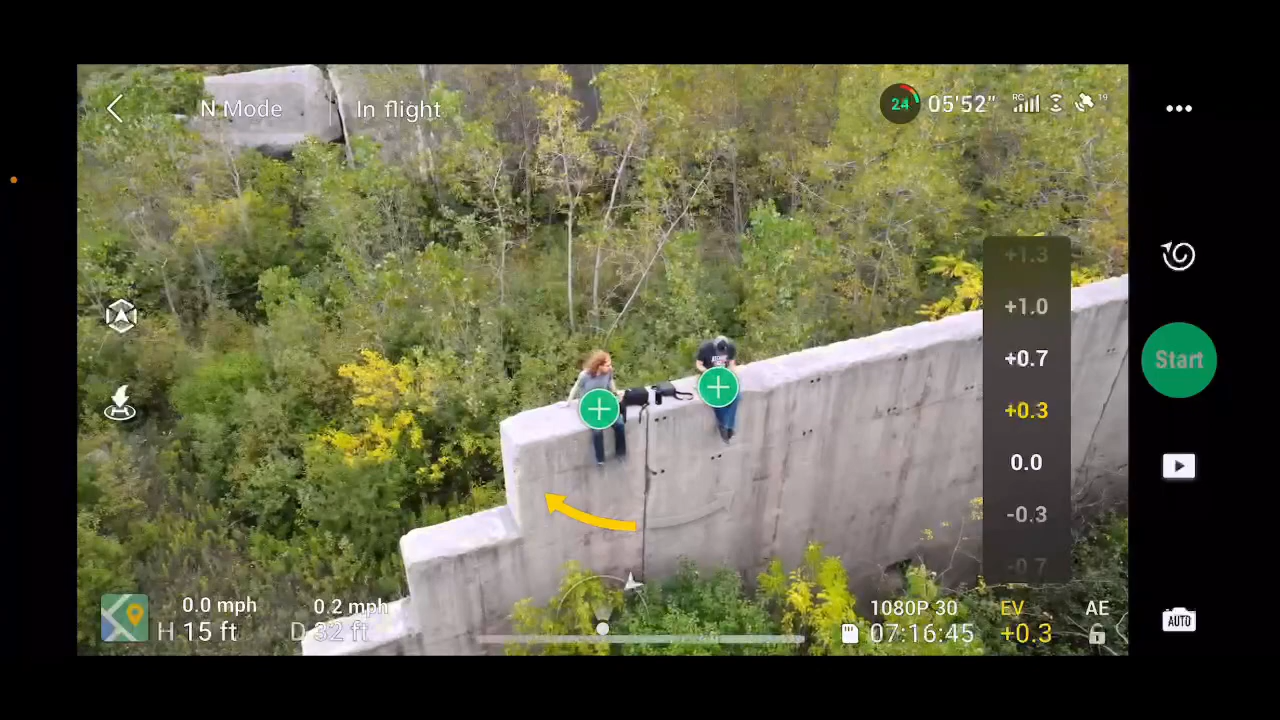 N Mode
In flight
24
05'52"
RC
19
+1.3
+1.0
+0.7
+0.3
0.0
-0.3
-0.7
Start
0.0 mph
0.2 mph
H 15 ft
D 32 ft
1080P 30
07:16:45
EV
+0.3
AE
AUTO